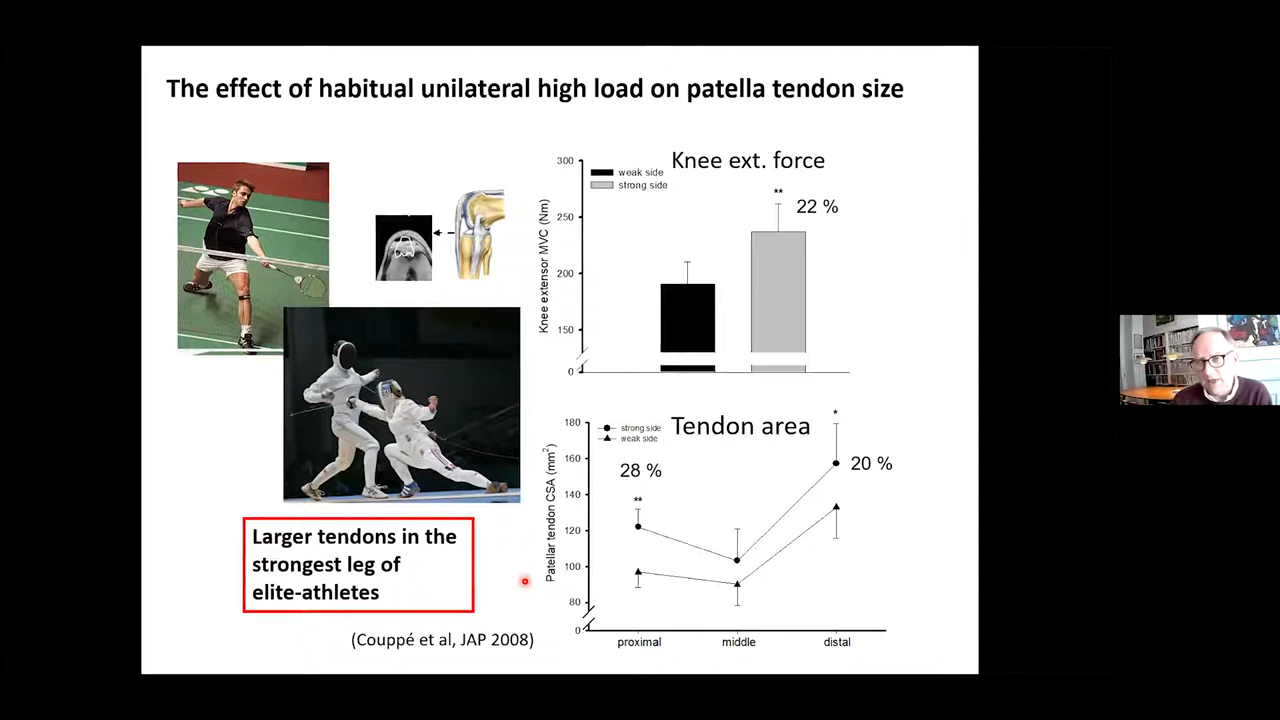 The effect of habitual unilateral high load on patella tendon size
Knee ext. force
300
250
200
150
0
Knee extensor MVC (Nm)
weak side
strong side
**
22 %
Tendon area
180
160
140
120
100
80
0
Patellar tendon CSA (mm²)
strong side
weak side
28 %
**
*
20 %
proximal middle distal
Larger tendons in the
strongest leg of
elite-athletes
(Couppé et al, JAP 2008)